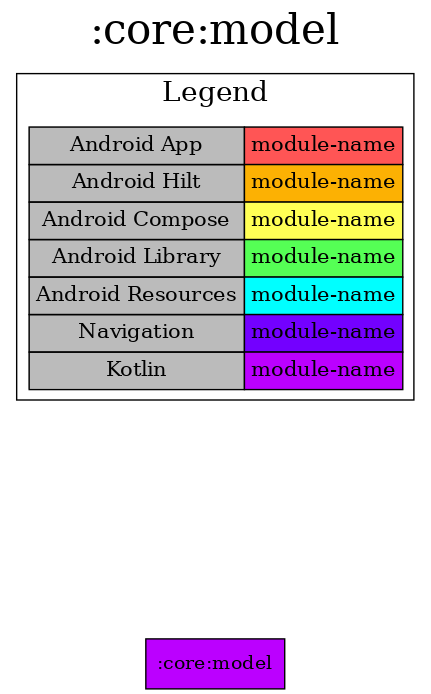 :core:model
Legend
Android App module-name
Android Hilt module-name
Android Compose module-name
Android Library module-name
Android Resources module-name
Navigation module-name
Kotlin module-name
:core:model